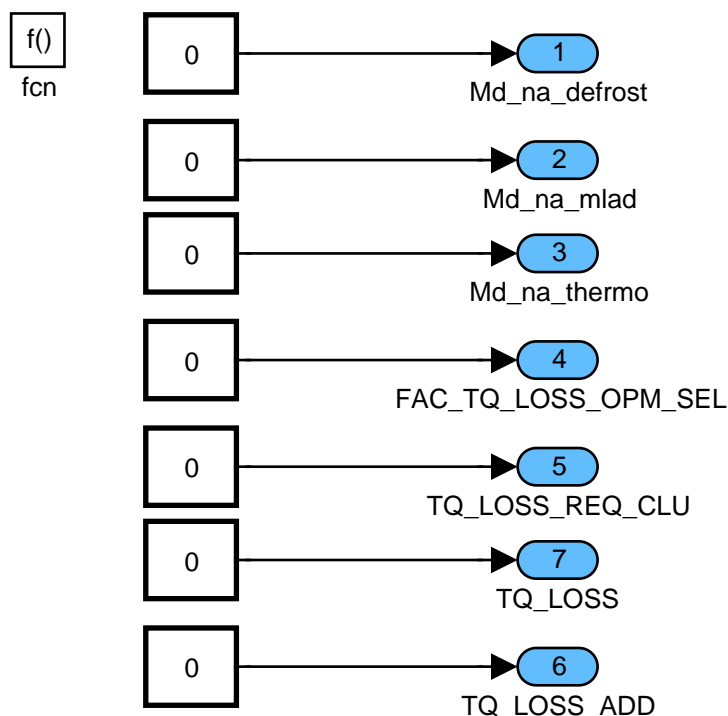 f()
fcn
0
1
Md_na_defrost
0
2
Md_na_mlad
0
3
Md_na_thermo
0
4
FAC_TQ_LOSS_OPM_SEL
0
5
TQ_LOSS_REQ_CLU
0
7
TQ_LOSS
0
6
TQ_LOSS_ADD